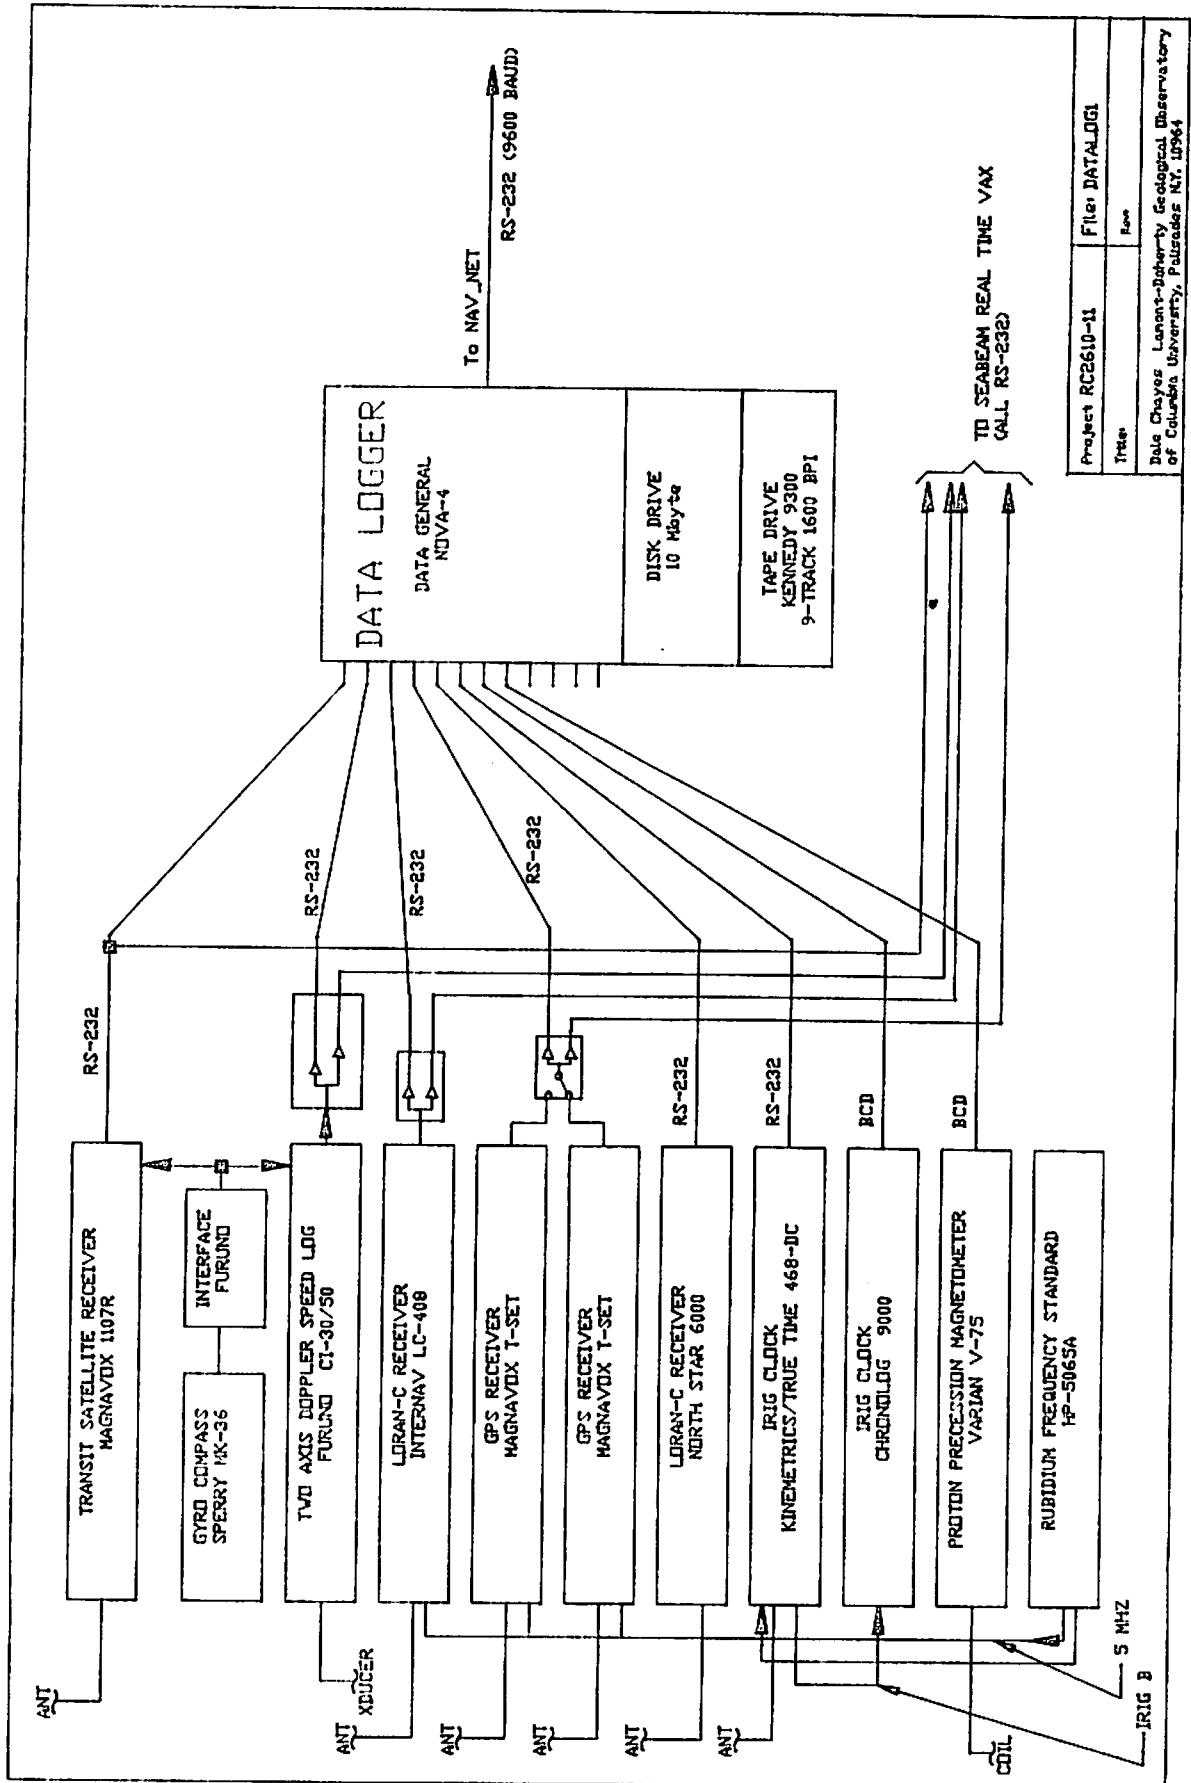 ANT
TRANSIT SATELLITE RECEIVER
MAGNAVOX 1107R
RS-232
GYRO COMPASS
SPERRY MK-36
INTERFACE
FURUNO
XDUCER
TWO AXIS DOPPLER SPEED LOG
FURUNO CI-30/50
RS-232
ANT
LORAN-C RECEIVER
INTERNAV LC-408
RS-232
ANT
GPS RECEIVER
MAGNAVOX T-SET
RS-232
ANT
GPS RECEIVER
MAGNAVOX T-SET
ANT
LORAN-C RECEIVER
NORTH STAR 6000
RS-232
ANT
IRIG CLOCK
KINEMETRICS/TRUE TIME 468-DC
RS-232
IRIG CLOCK
CHRONOLOG 9000
BCD
COIL
PROTON PRECESSION MAGNETOMETER
VARIAN V-75
BCD
RUBIDIUM FREQUENCY STANDARD
HP-5065A
5 MHZ
IRIG B
DATA LOGGER
DATA GENERAL
NOVA-4
DISK DRIVE
10 Mbyte
TAPE DRIVE
KENNEDY 9300
9-TRACK 1600 BPI
To NAV_NET
RS-232 (9600 BAUD)
TO SEABEAM REAL TIME VAX
(ALL RS-232)
Project RC2610-11
File: DATALOG1
Title:
Rev:
Dale Chayes Lamont-Doherty Geological Observatory
of Columbia University, Palisades N.Y. 10964